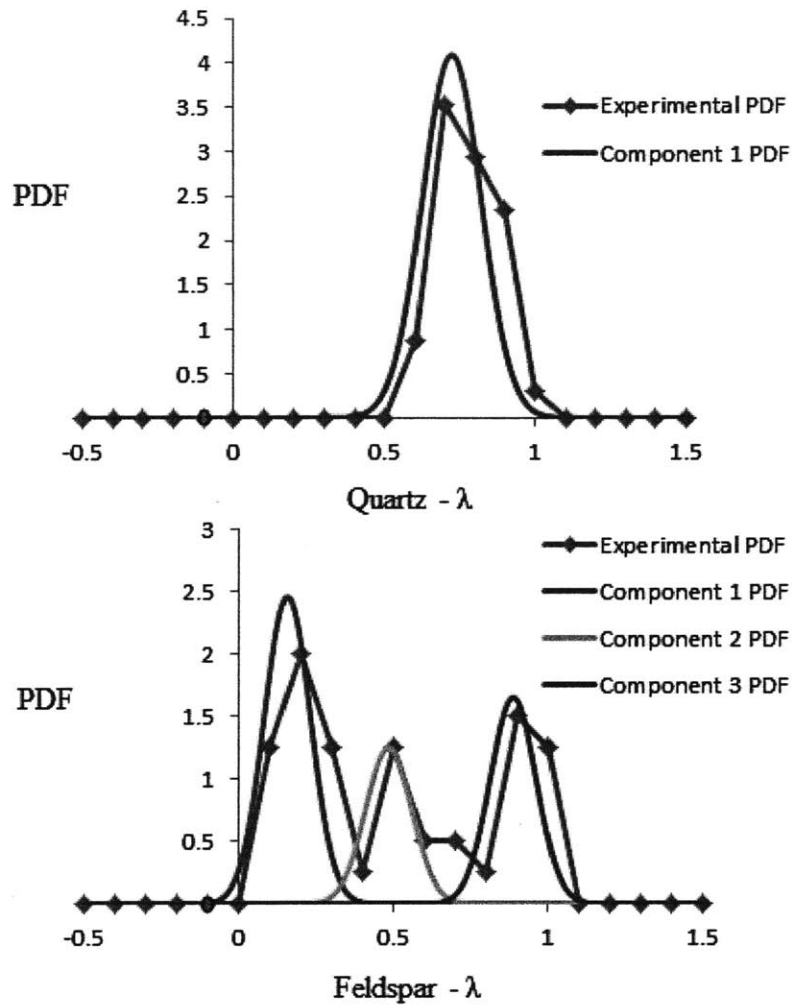 4.5
4
3.5
3
2.5
2
1.5
1
0.5
0
PDF
Experimental PDF
Component 1 PDF
-0.5 0 0.5 1 1.5
Quartz - λ
3
2.5
2
1.5
1
0.5
0
PDF
Experimental PDF
Component 1 PDF
Component 2 PDF
Component 3 PDF
-0.5 0 0.5 1 1.5
Feldspar - λ